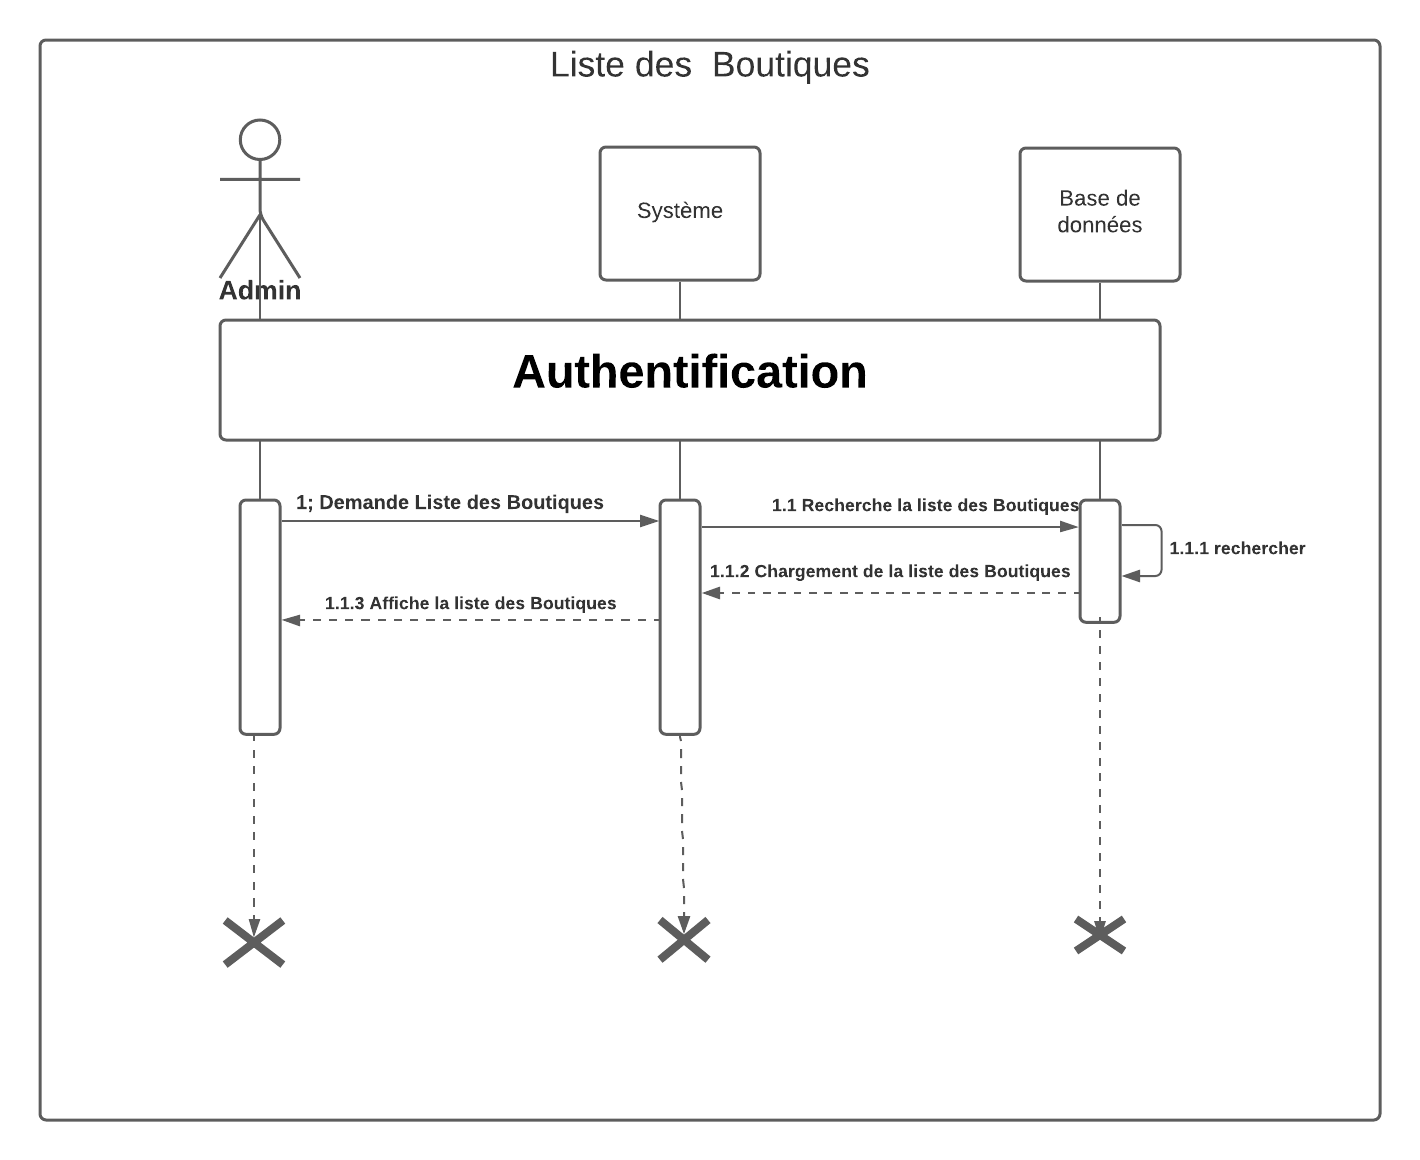 Liste des  Boutiques
Système
Base de
données
Admin
Authentification
1; Demande Liste des Boutiques
1.1 Recherche la liste des Boutiques
1.1.1 rechercher
1.1.2 Chargement de la liste des Boutiques
1.1.3 Affiche la liste des Boutiques